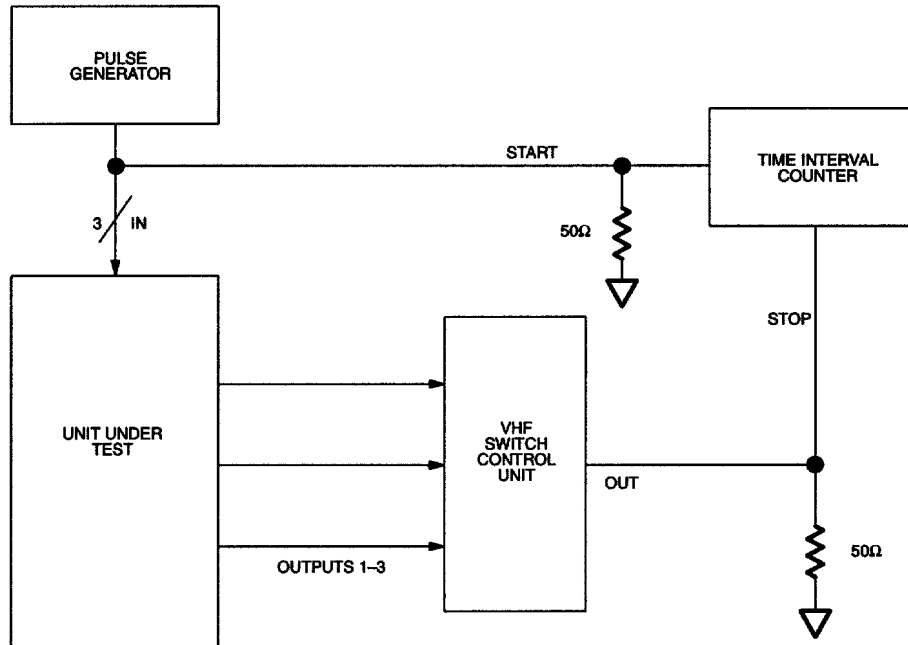 PULSE
GENERATOR
START
TIME INTERVAL
COUNTER
3 IN
50Ω
STOP
UNIT UNDER
TEST
VHF
SWITCH
CONTROL
UNIT
OUT
OUTPUTS 1–3
50Ω